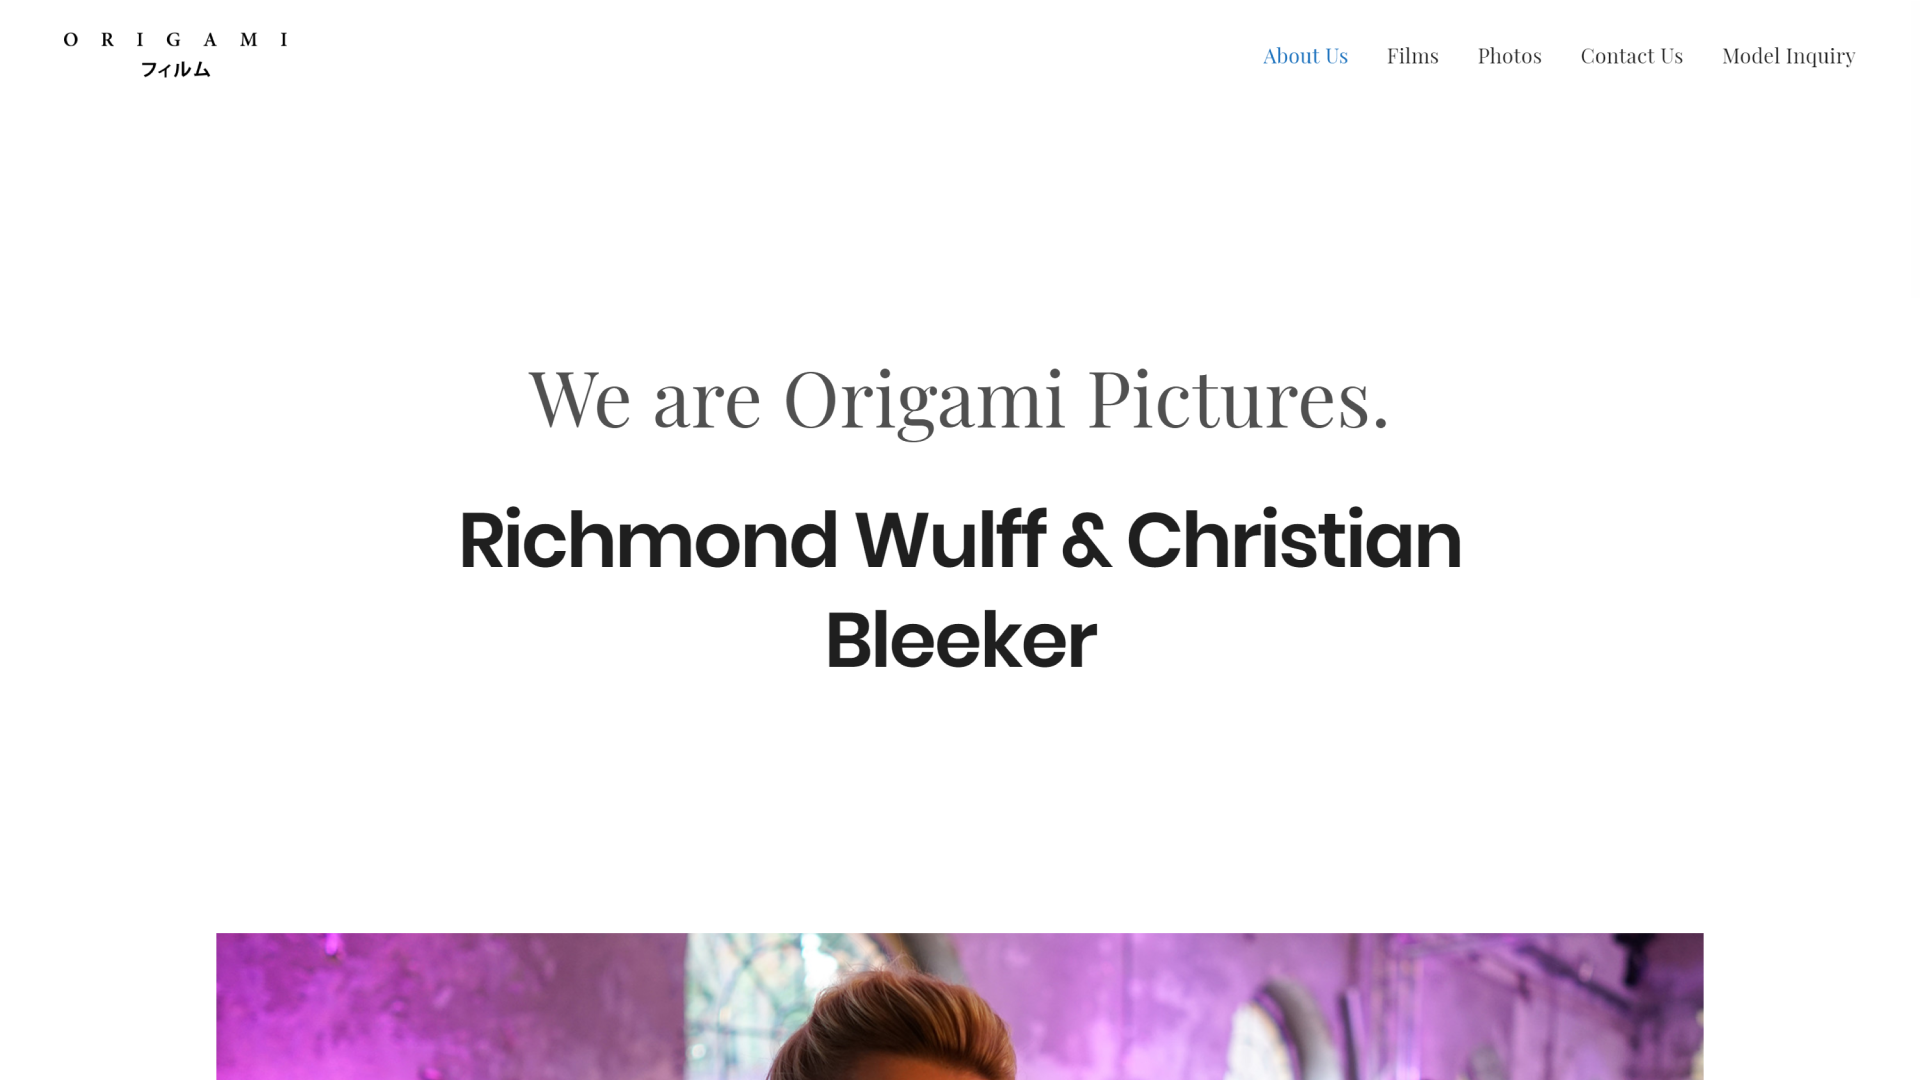 O R I G A M I
フィルム
About Us Films Photos Contact Us Model Inquiry
We are Origami Pictures.
Richmond Wulff & Christian
Bleeker